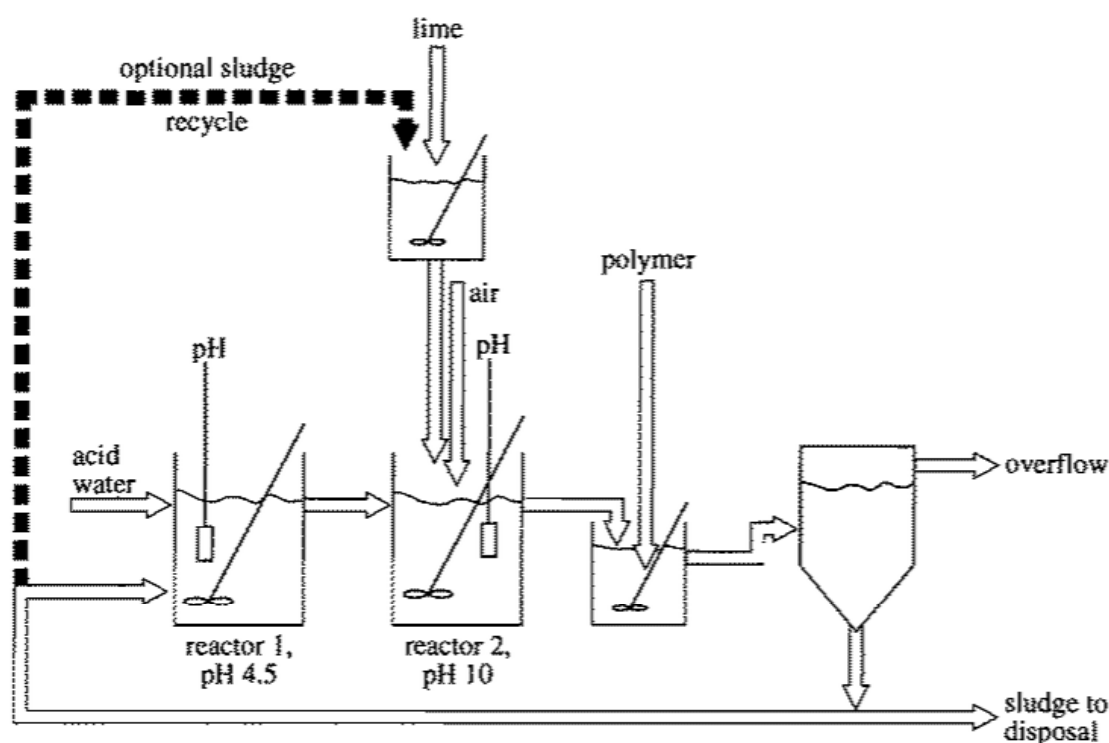 lime
optional sludge
recycle
polymer
air
pH
pH
acid
water
overflow
reactor 1,
pH 4.5
reactor 2,
pH 10
sludge to
disposal